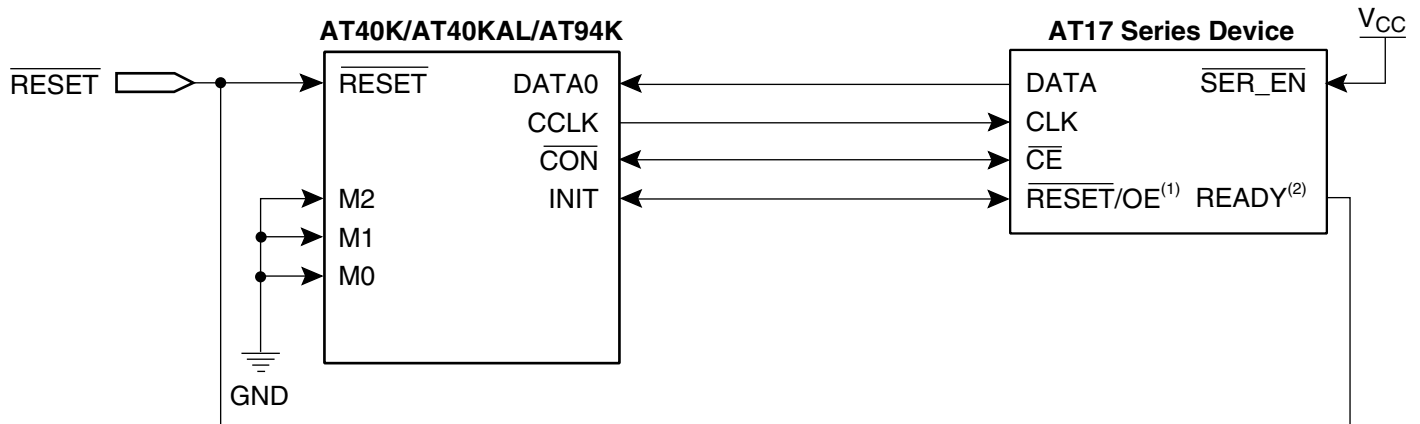 AT40K/AT40KAL/AT94K
AT17 Series Device
VCC
RESET
RESET
DATA0
DATA
SER_EN
CCLK
CLK
CON
CE
M2
INIT
RESET/OE(1)
READY(2)
M1
M0
GND